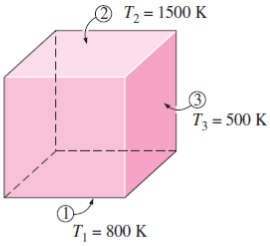 ② T₂ = 1500 K
③
T₃ = 500 K
①
T₁ = 800 K